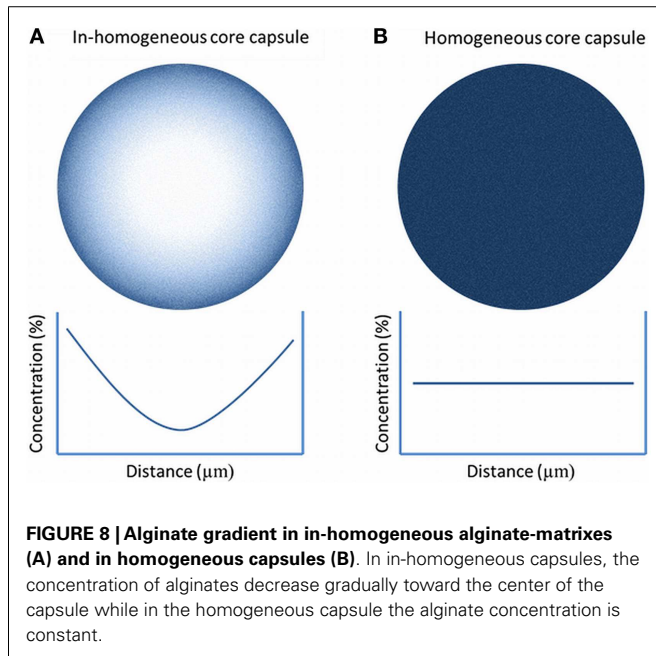 A In-homogeneous core capsule
B Homogeneous core capsule
Concentration (%)
Distance (µm)
Concentration (%)
Distance (µm)
FIGURE 8 | Alginate gradient in in-homogeneous alginate-matrixes
(A) and in homogeneous capsules (B). In in-homogeneous capsules, the
concentration of alginates decrease gradually toward the center of the
capsule while in the homogeneous capsule the alginate concentration is
constant.